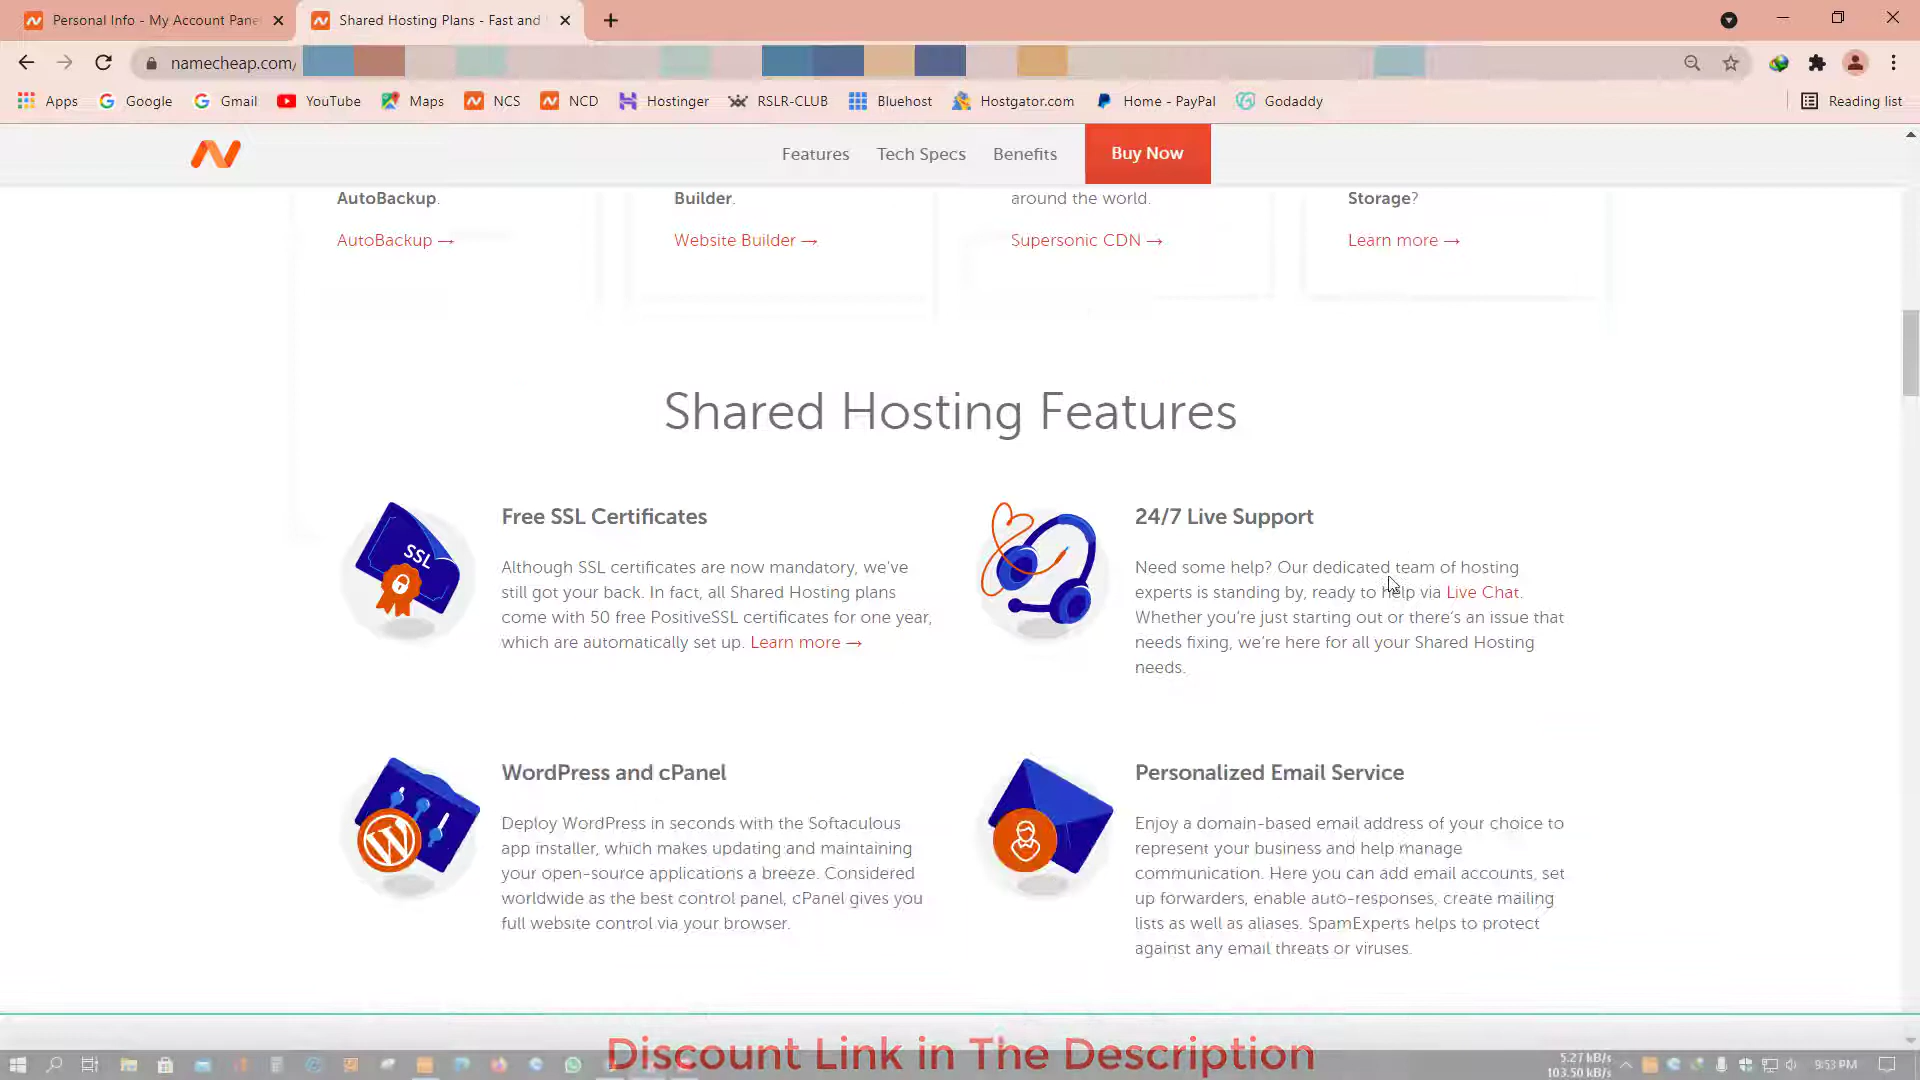 Personal Info - My Account Pane
Shared Hosting Plans - Fast and
namecheap.com/
Apps
Google
Gmail
YouTube
Maps
NCS
NCD
Hostinger
RSLR-CLUB
Bluehost
Hostgator.com
Home - PayPal
Godaddy
Reading list
Features
Tech Specs
Benefits
Buy Now
AutoBackup.
AutoBackup →
Builder.
Website Builder →
around the world.
Supersonic CDN →
Storage?
Learn more →
Shared Hosting Features
SSL
Free SSL Certificates
Although SSL certificates are now mandatory, we've
still got your back. In fact, all Shared Hosting plans
come with 50 free PositiveSSL certificates for one year,
which are automatically set up. Learn more →
24/7 Live Support
Need some help? Our dedicated team of hosting
experts is standing by, ready to help via Live Chat.
Whether you're just starting out or there's an issue that
needs fixing, we're here for all your Shared Hosting
needs.
WordPress and cPanel
Deploy WordPress in seconds with the Softaculous
app installer, which makes updating and maintaining
your open-source applications a breeze. Considered
worldwide as the best control panel, cPanel gives you
full website control via your browser.
Personalized Email Service
Enjoy a domain-based email address of your choice to
represent your business and help manage
communication. Here you can add email accounts, set
up forwarders, enable auto-responses, create mailing
lists as well as aliases. SpamExperts helps to protect
against any email threats or viruses.
Discount Link in The Description
5.27 kB/s
103.50 kB/s
9:53 PM